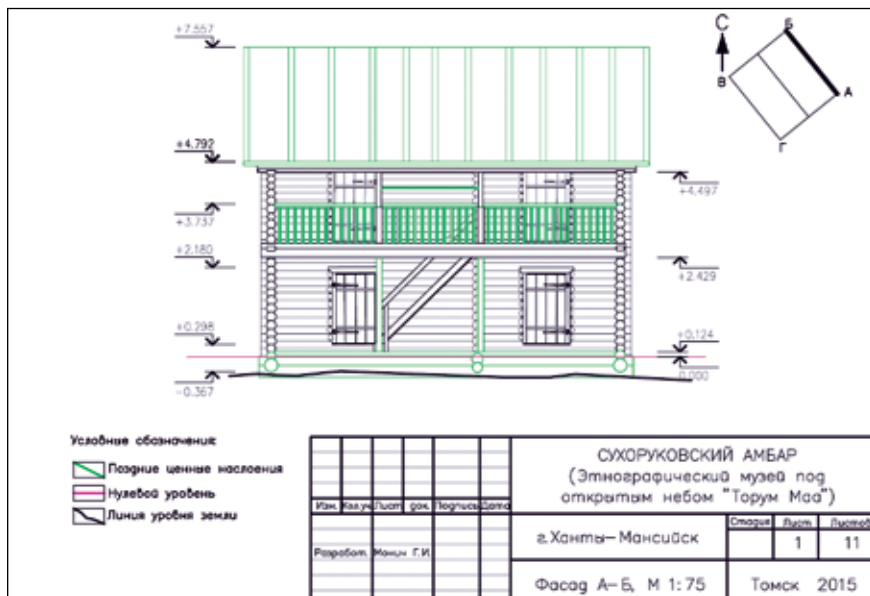 +7.557
+4.792
+3.737
+2.180
+0.298
-0.367
+4.497
+2.429
+0.124
0.000
С
Б
В
А
Г
Условные обозначения:
Поздние ценные наслоения
Нулевой уровень
Линия уровня земли
СУХОРУКОВСКИЙ АМБАР
(Этнографический музей под
открытым небом "Торум Маа")
Изм. Кол.уч Лист док. Подпись Дата
г.Ханты-Мансийск
Стадия Лист Листов
1 11
Разработ. Манин Г.И.
Фасад А-Б, М 1:75
Томск 2015